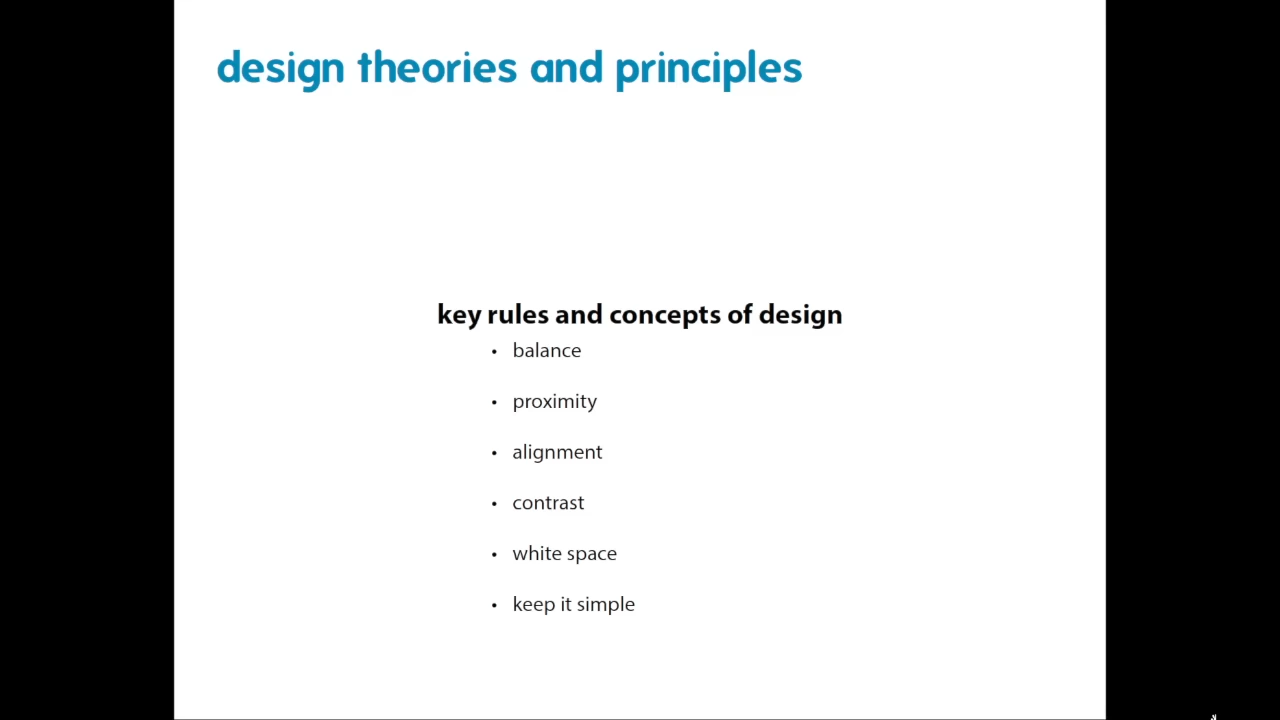 design theories and principles
key rules and concepts of design
• balance
• proximity
• alignment
• contrast
• white space
• keep it simple